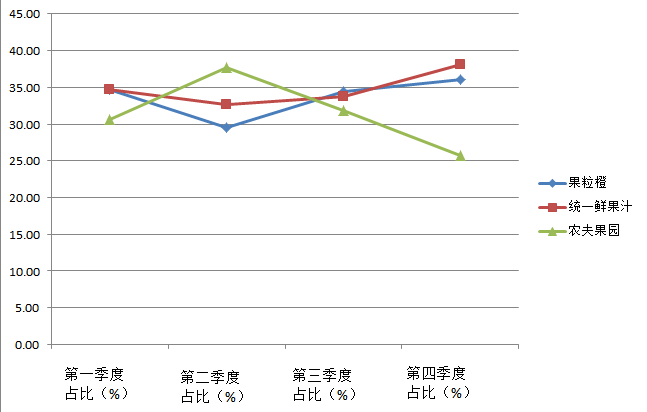 45.00
40.00
35.00
30.00
25.00
20.00
15.00
10.00
5.00
0.00
果粒橙
统一鲜果汁
农夫果园
第一季度
占比（%）
第二季度
占比（%）
第三季度
占比（%）
第四季度
占比（%）